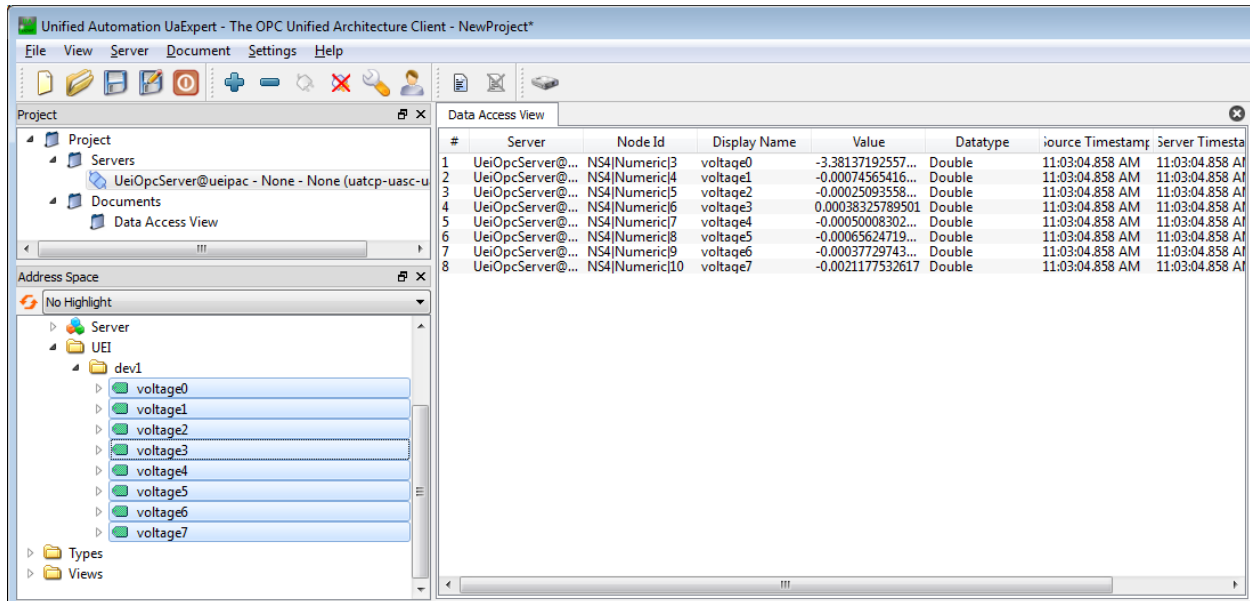 Unified Automation UaExpert - The OPC Unified Architecture Client - NewProject*
File View Server Document Settings Help
Project
Project
Servers
UeiOpcServer@ueipac - None - None (uatcp-uasc-u
Documents
Data Access View
Address Space
No Highlight
Server
UEI
dev1
voltage0
voltage1
voltage2
voltage3
voltage4
voltage5
voltage6
voltage7
Types
Views
Data Access View
# Server Node Id Display Name Value Datatype Source Timestamp Server Timesta
1 UeiOpcServer@... NS4|Numeric|3 voltage0 -3.38137192557... Double 11:03:04.858 AM 11:03:04.858 AM
2 UeiOpcServer@... NS4|Numeric|4 voltage1 -0.00074565416... Double 11:03:04.858 AM 11:03:04.858 AM
3 UeiOpcServer@... NS4|Numeric|5 voltage2 -0.00025093558... Double 11:03:04.858 AM 11:03:04.858 AM
4 UeiOpcServer@... NS4|Numeric|6 voltage3 0.00038325789501 Double 11:03:04.858 AM 11:03:04.858 AM
5 UeiOpcServer@... NS4|Numeric|7 voltage4 -0.00050008302... Double 11:03:04.858 AM 11:03:04.858 AM
6 UeiOpcServer@... NS4|Numeric|8 voltage5 -0.00065624719... Double 11:03:04.858 AM 11:03:04.858 AM
7 UeiOpcServer@... NS4|Numeric|9 voltage6 -0.00037729743... Double 11:03:04.858 AM 11:03:04.858 AM
8 UeiOpcServer@... NS4|Numeric|10 voltage7 -0.0021177532617 Double 11:03:04.858 AM 11:03:04.858 AM